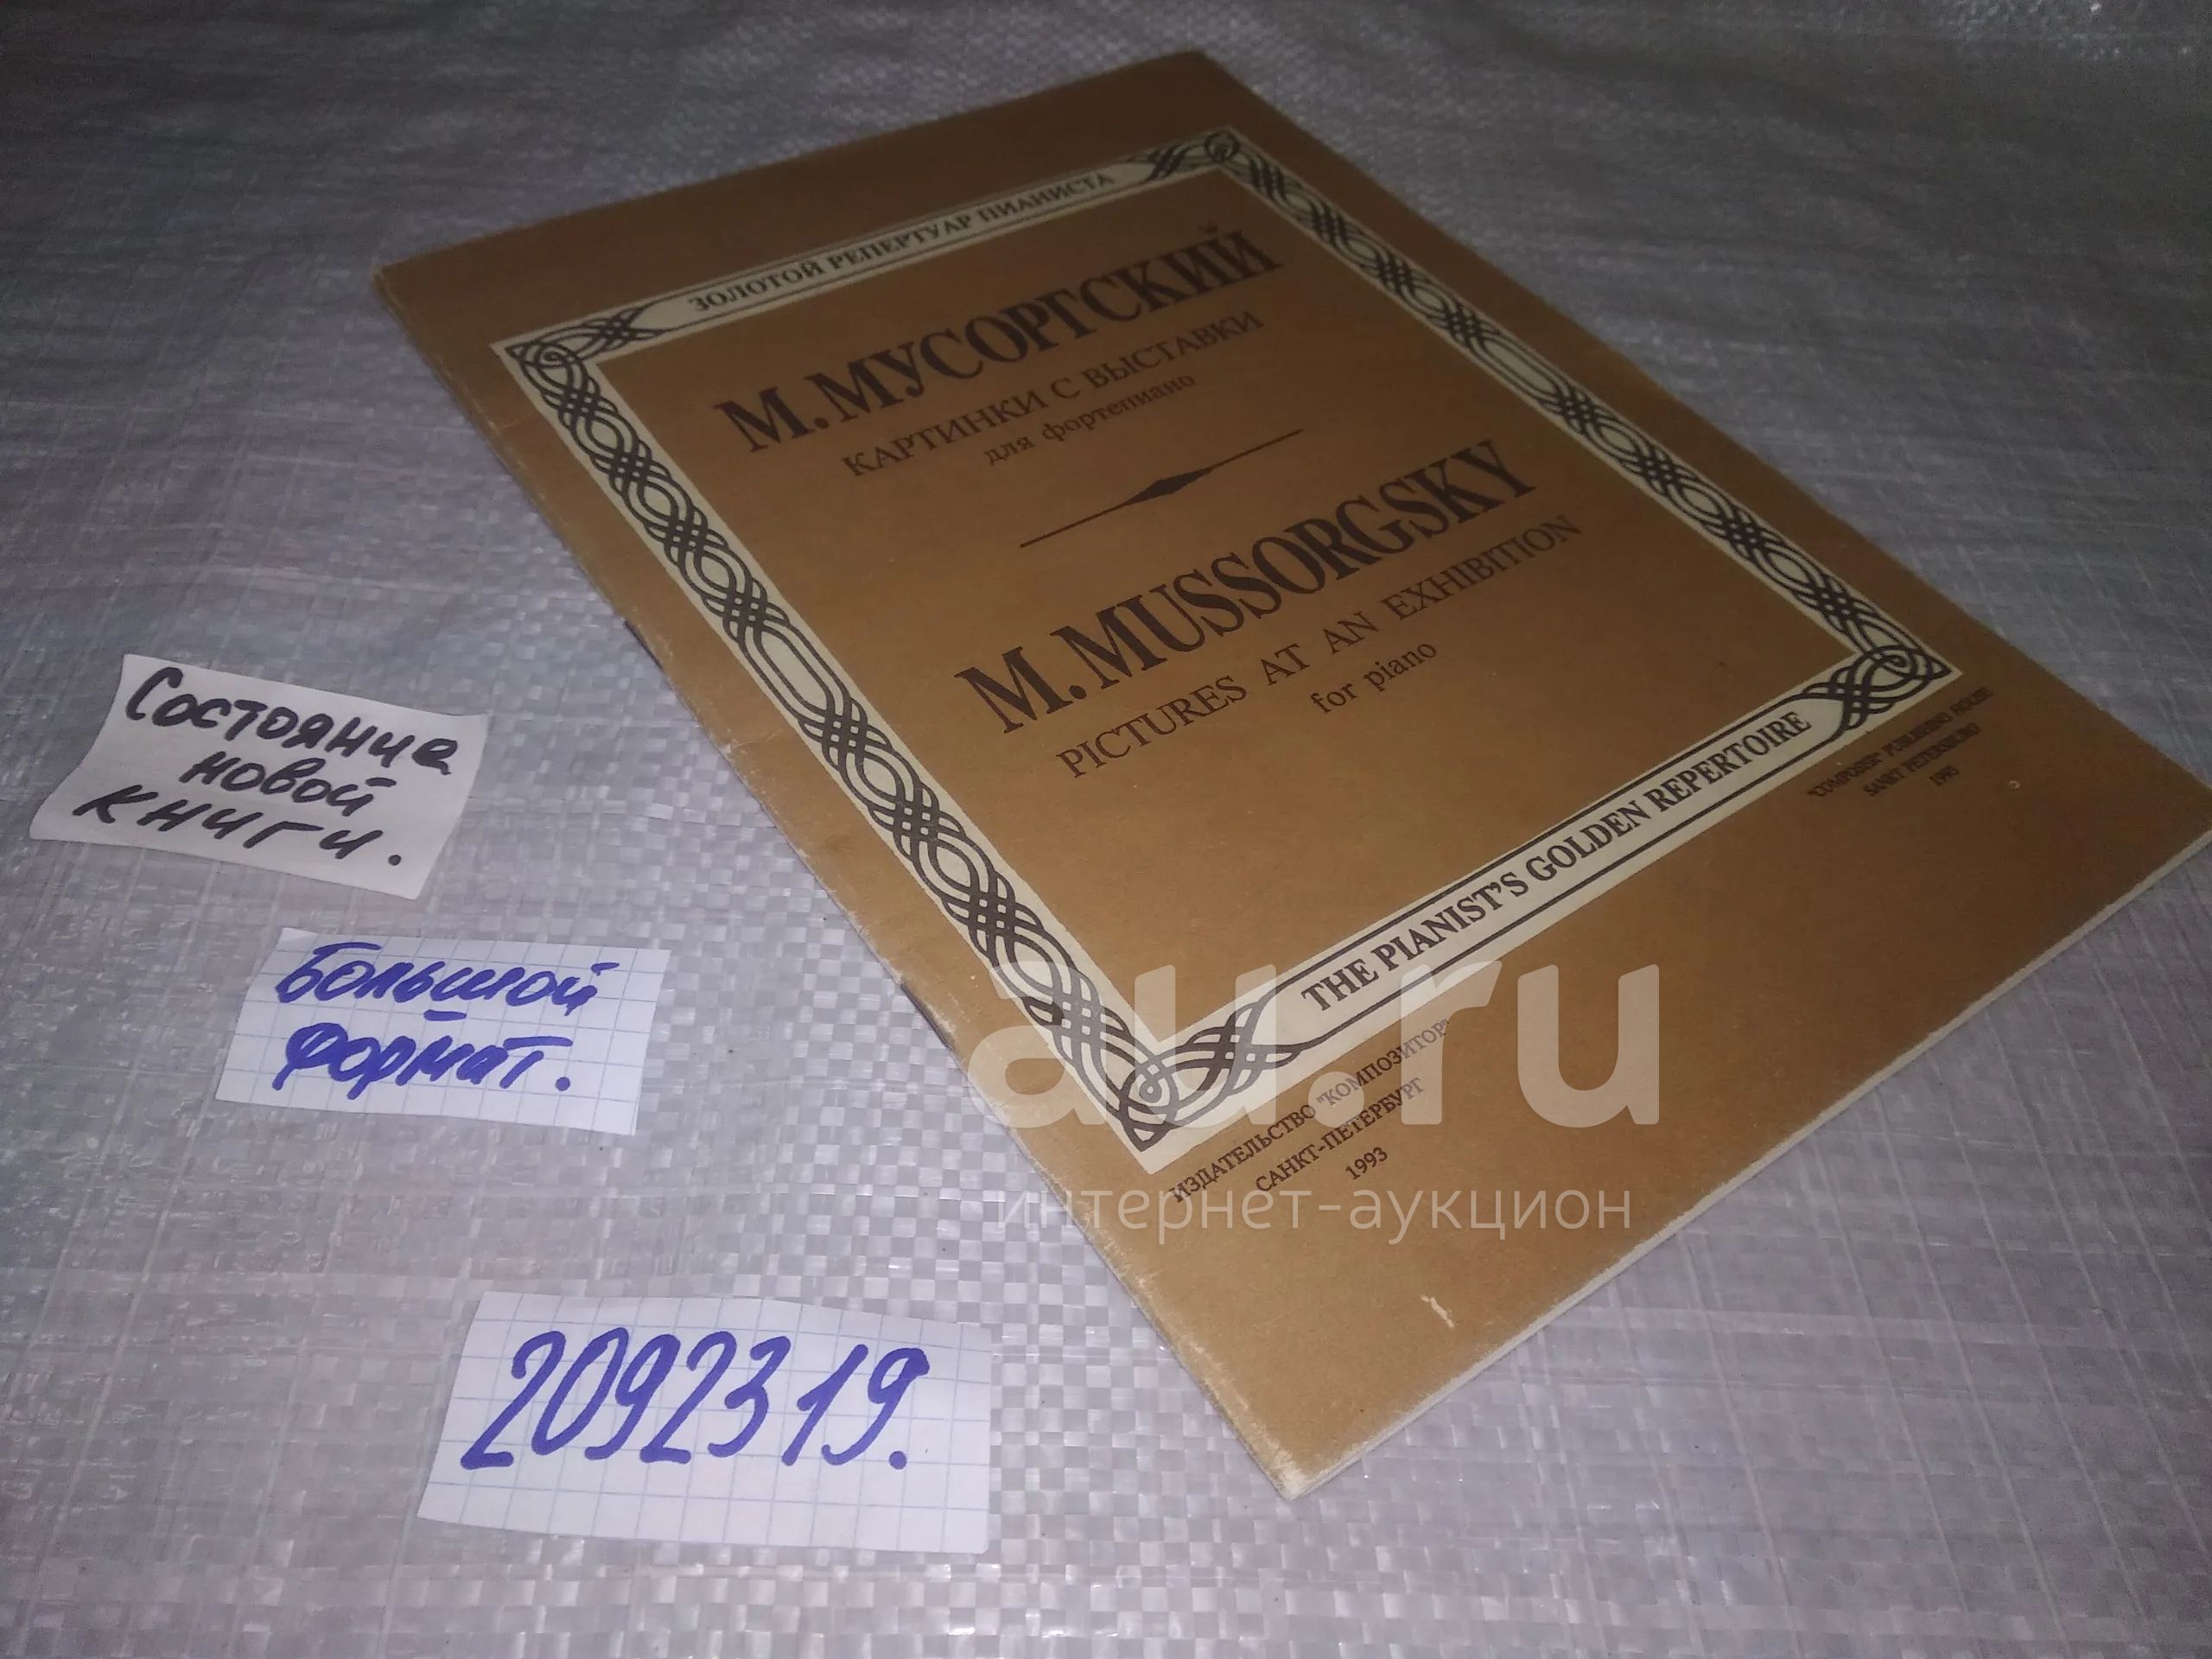 ЗОЛОТОЙ РЕПЕРТУАР ПИАНИСТА
М.МУСОРГСКИЙ
КАРТИНКИ С ВЫСТАВКИ
для фортепиано
M.MUSSORGSKY
PICTURES AT AN EXHIBITION
for piano
THE PIANIST'S GOLDEN REPERTOIRE
ИЗДАТЕЛЬСТВО "КОМПОЗИТОР"
САНКТ-ПЕТЕРБУРГ
1993
"COMPOSER" PUBLISHING HOUSE
SANKT PETERSBURG
1993
Состояние
новой
книги.
Большой
формат.
2092319.
au.ru
интернет-аукцион